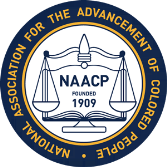 NATIONAL ASSOCIATION FOR THE ADVANCEMENT OF COLORED PEOPLE
NAACP
FOUNDED
1909